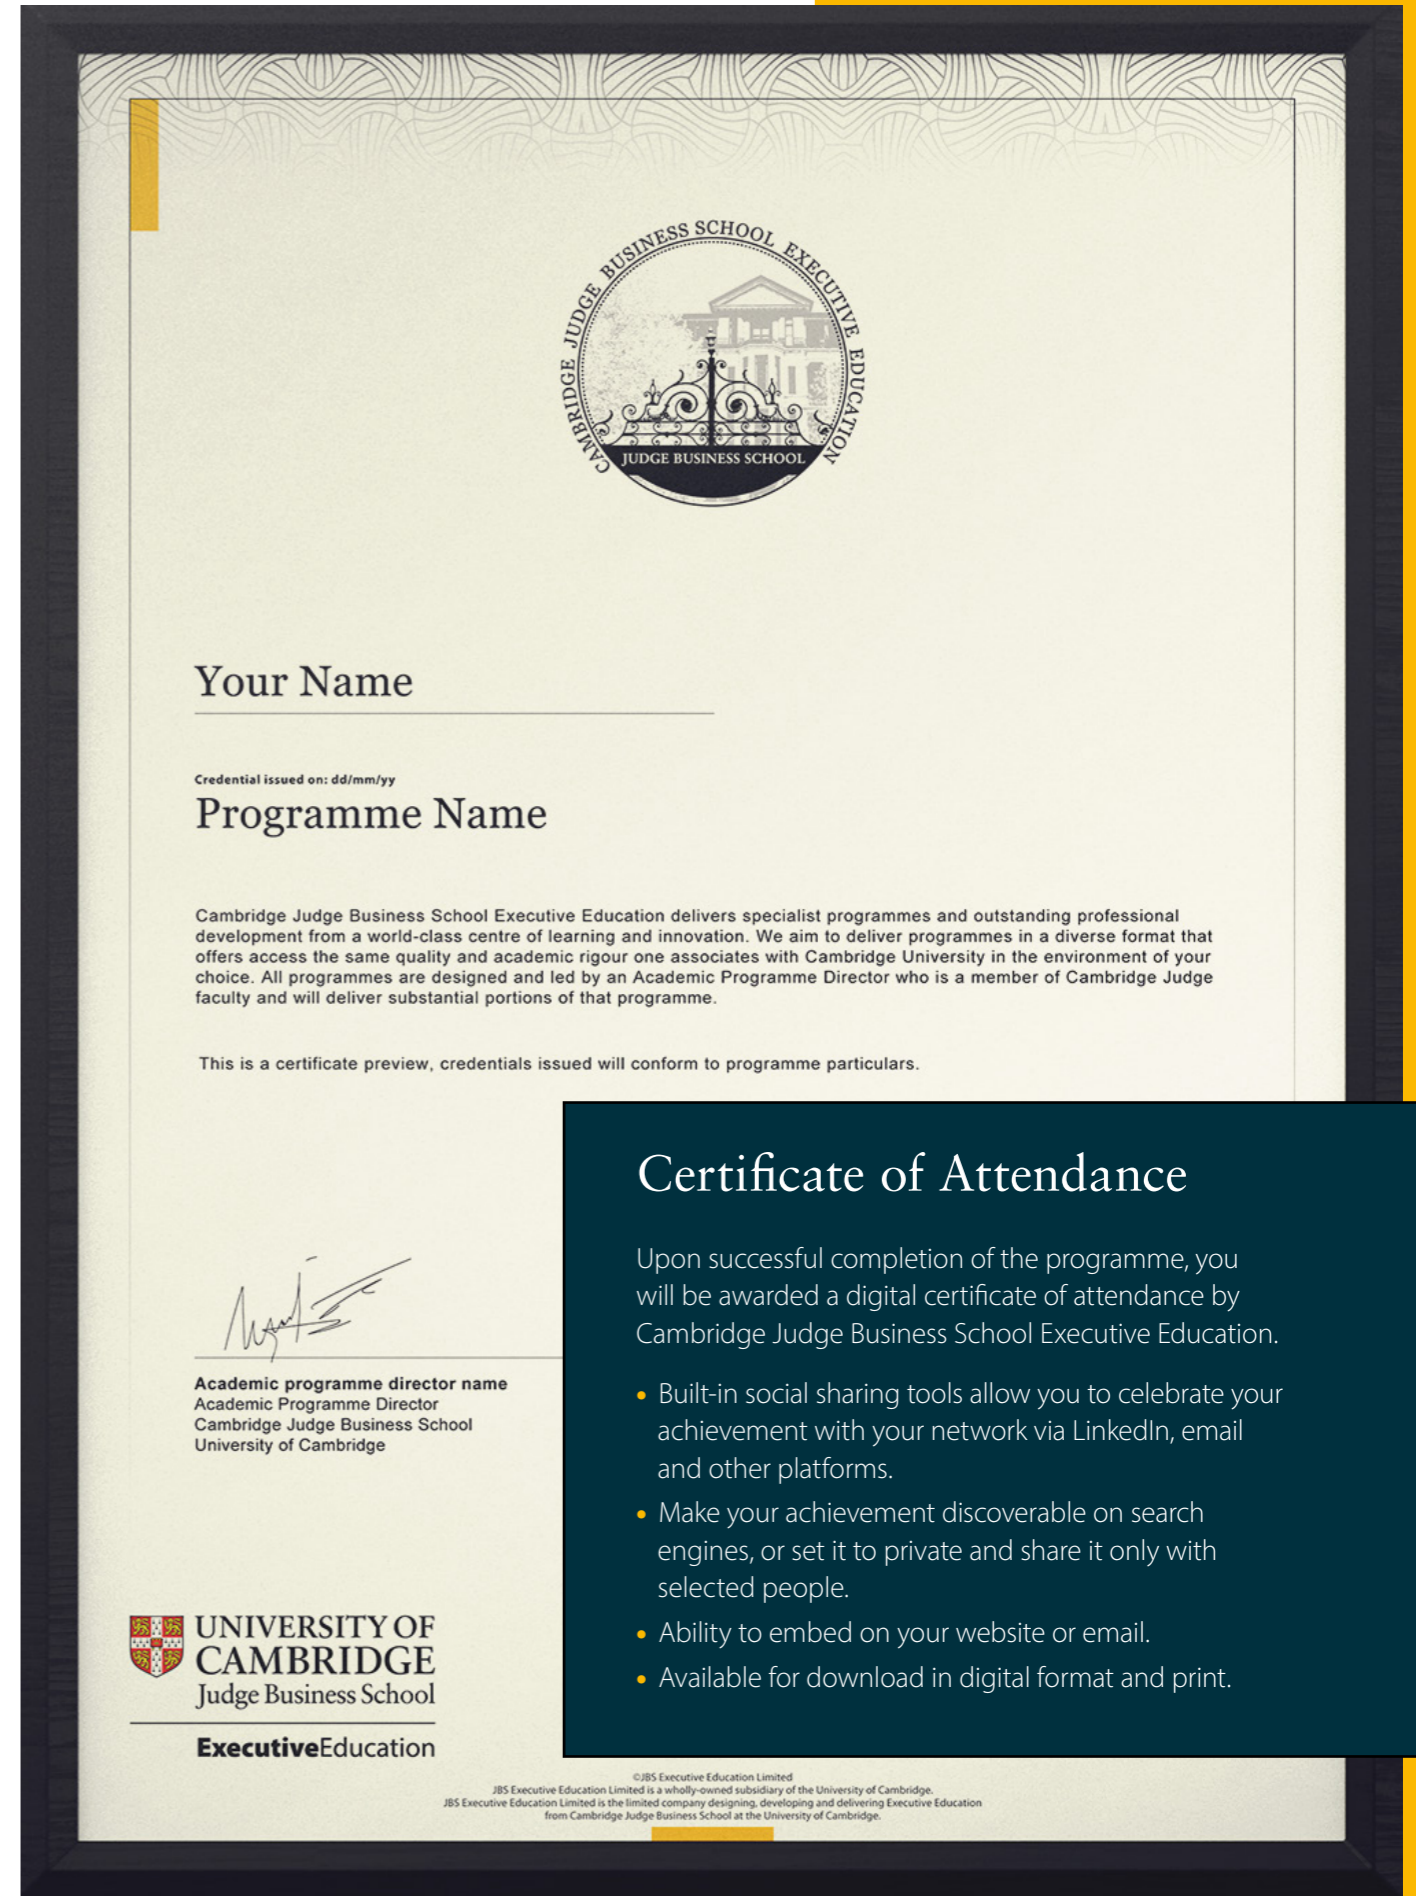 CAMBRIDGE JUDGE BUSINESS SCHOOL EXECUTIVE EDUCATION
JUDGE BUSINESS SCHOOL
Your Name
Credential issued on: dd/mm/yy
Programme Name
Cambridge Judge Business School Executive Education delivers specialist programmes and outstanding professional
development from a world-class centre of learning and innovation. We aim to deliver programmes in a diverse format that
offers access the same quality and academic rigour one associates with Cambridge University in the environment of your
choice. All programmes are designed and led by an Academic Programme Director who is a member of Cambridge Judge
faculty and will deliver substantial portions of that programme.
This is a certificate preview, credentials issued will conform to programme particulars.
Academic programme director name
Academic Programme Director
Cambridge Judge Business School
University of Cambridge
UNIVERSITY OF
CAMBRIDGE
Judge Business School
ExecutiveEducation
Certificate of Attendance
Upon successful completion of the programme, you
will be awarded a digital certificate of attendance by
Cambridge Judge Business School Executive Education.
• Built-in social sharing tools allow you to celebrate your
achievement with your network via LinkedIn, email
and other platforms.
• Make your achievement discoverable on search
engines, or set it to private and share it only with
selected people.
• Ability to embed on your website or email.
• Available for download in digital format and print.
©JBS Executive Education Limited
JBS Executive Education Limited is a wholly-owned subsidiary of the University of Cambridge.
JBS Executive Education Limited is the limited company designing, developing and delivering Executive Education
from Cambridge Judge Business School at the University of Cambridge.